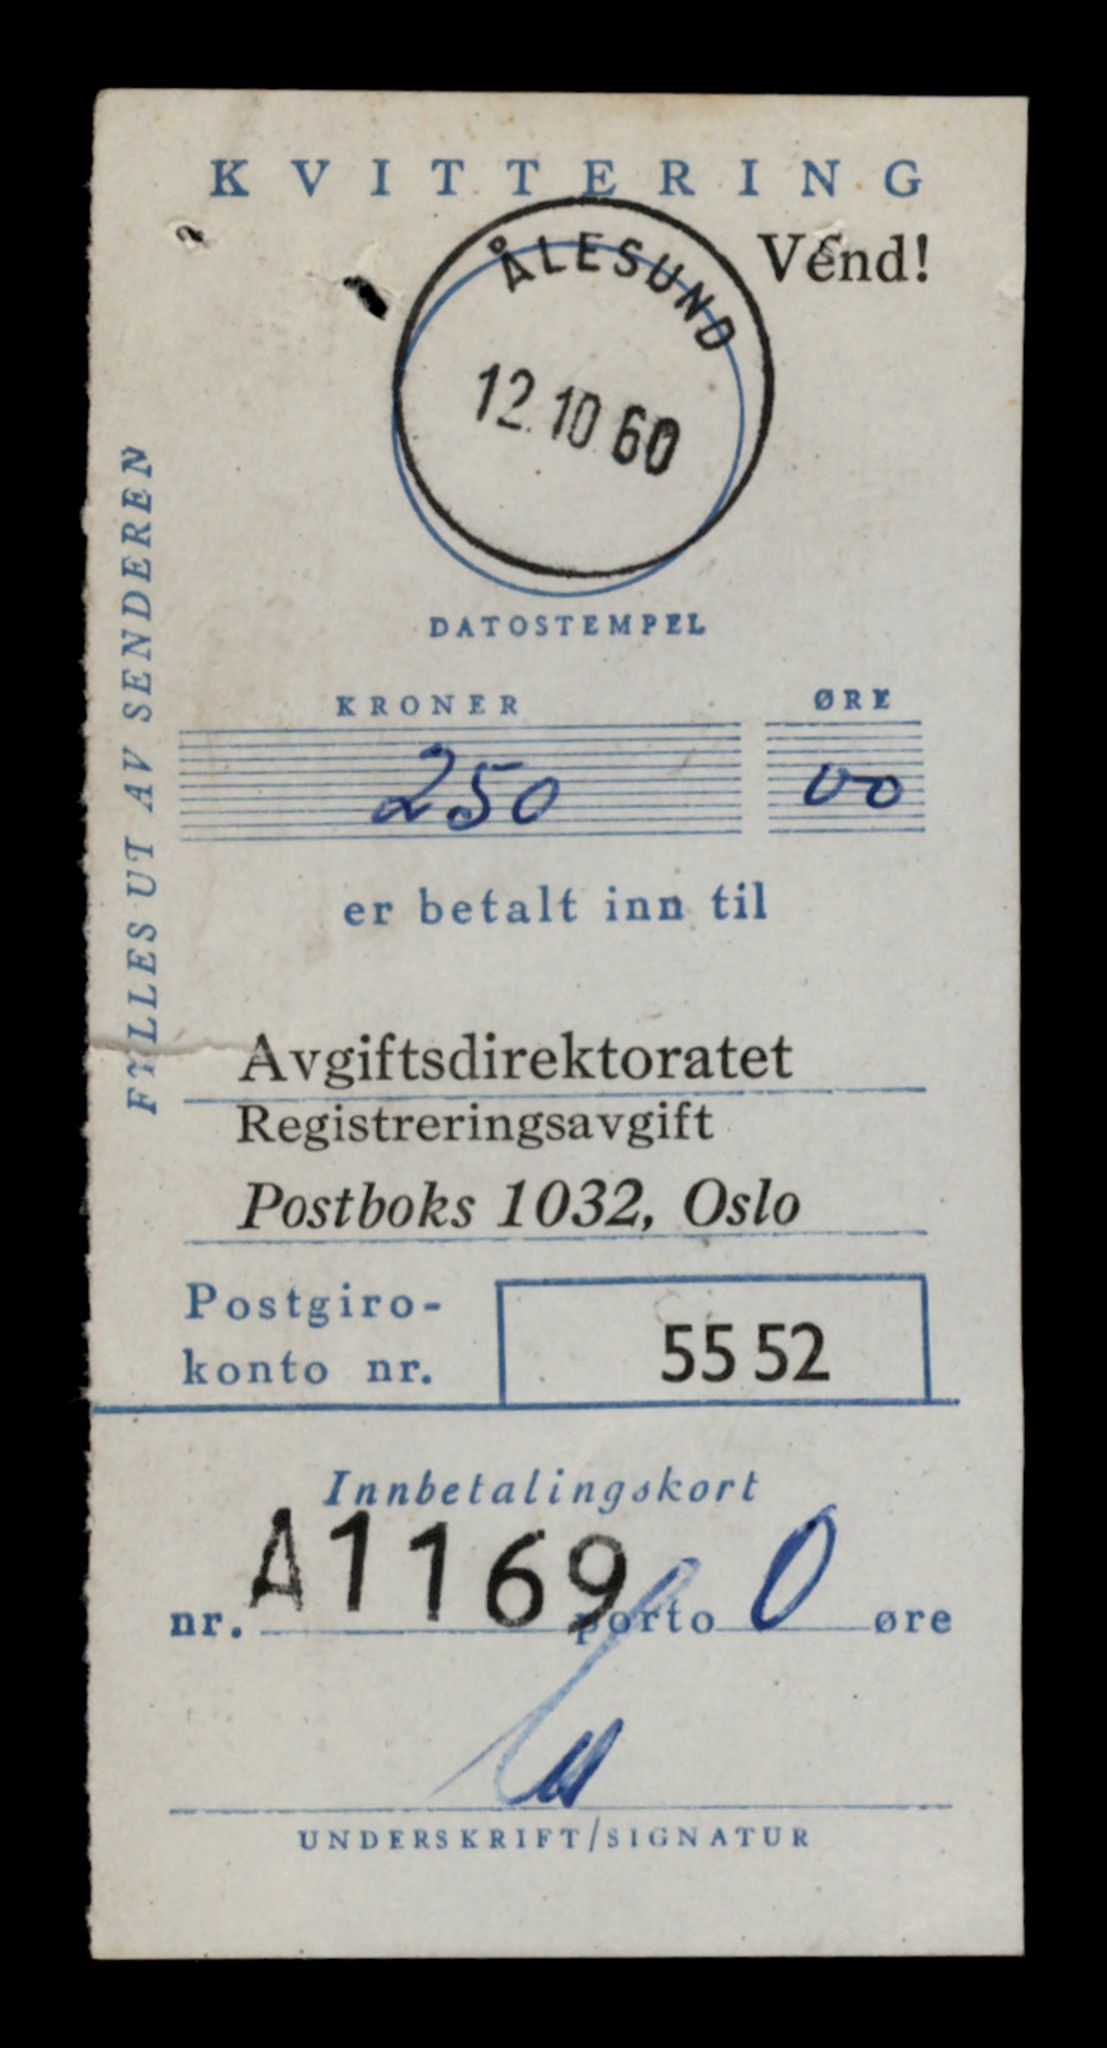 KVITTERING
Vend!
ÅLESUND
12.10 60
DATOSTEMPEL
FYLLES UT AV SENDEREN
KRONER ØRE
250 00
er betalt inn til
Avgiftsdirektoratet
Registreringsavgift
Postboks 1032, Oslo
Postgiro-
konto nr. 55 52
Innbetalingskort
nr. A1169 porto 0 øre
UNDERSKRIFT/SIGNATUR